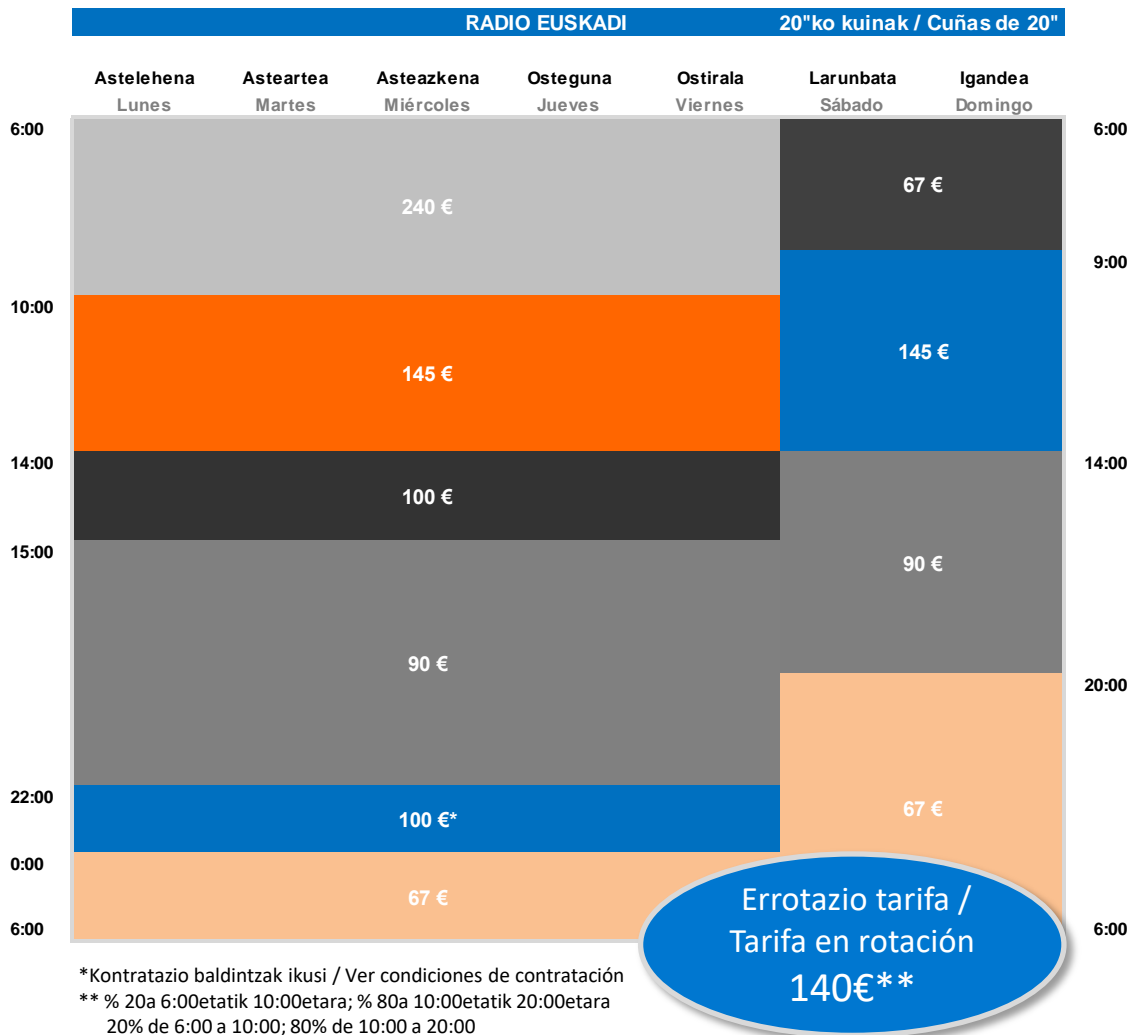 RADIO EUSKADI 20"ko kuinak / Cuñas de 20"
Astelehena Asteartea Asteazkena Osteguna Ostirala Larunbata Igandea
Lunes Martes Miércoles Jueves Viernes Sábado Domingo
6:00 6:00
67 €
240 €
9:00
10:00
145 €
145 €
14:00 14:00
100 €
15:00
90 €
90 €
20:00
22:00
67 €
100 €*
0:00
67 €
6:00 6:00
Errotazio tarifa /
Tarifa en rotación
140€**
*Kontratazio baldintzak ikusi / Ver condiciones de contratación
** % 20a 6:00etatik 10:00etara; % 80a 10:00etatik 20:00etara
20% de 6:00 a 10:00; 80% de 10:00 a 20:00